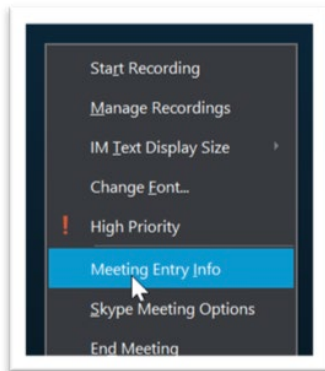 Start Recording
Manage Recordings
IM Text Display Size
Change Font...
! High Priority
Meeting Entry Info
Skype Meeting Options
End Meeting